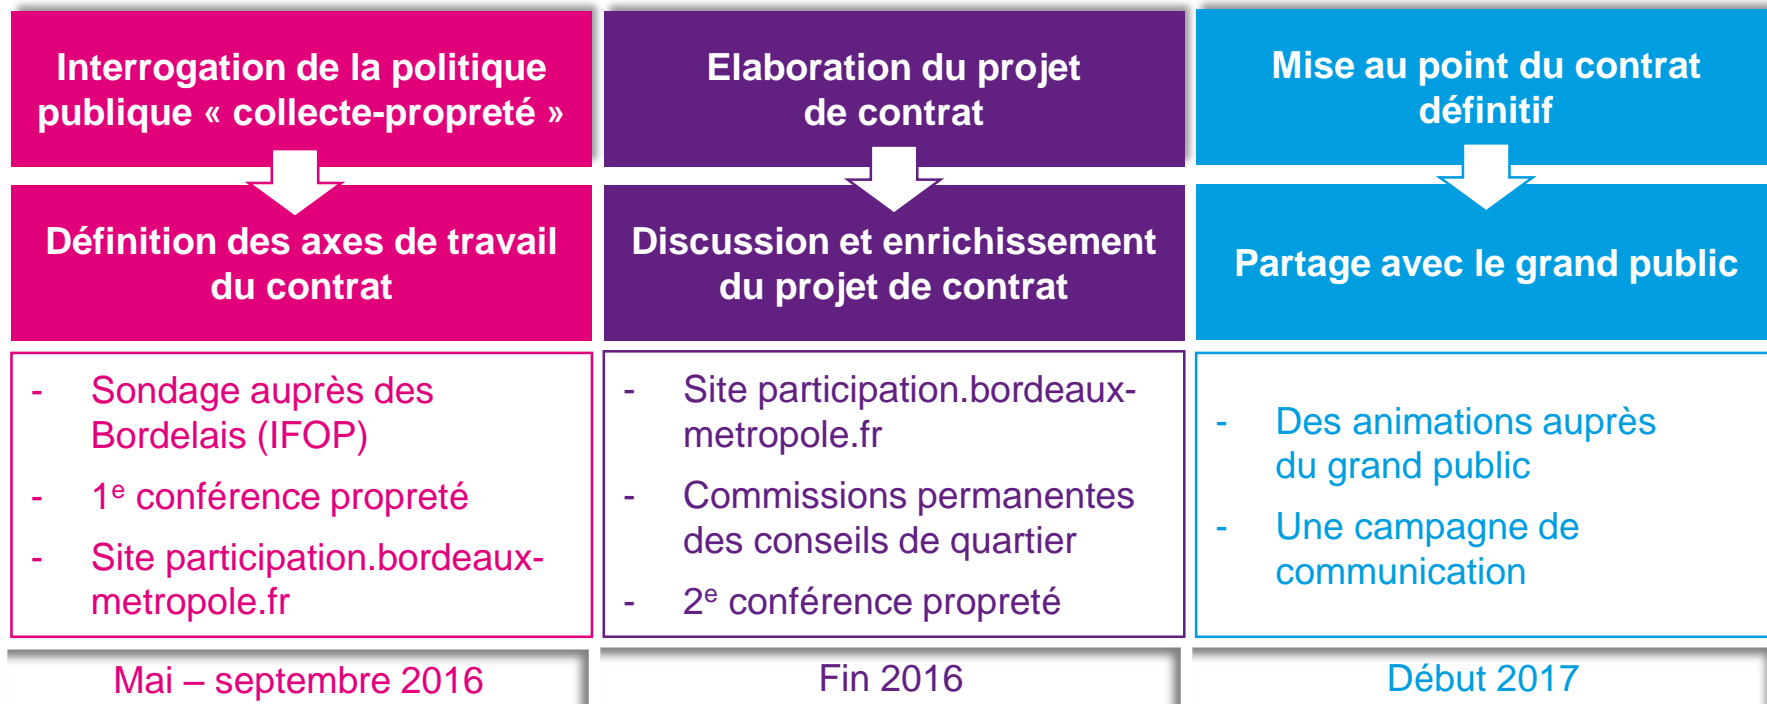 Interrogation de la politique
publique « collecte-propreté »
Définition des axes de travail
du contrat
- Sondage auprès des
Bordelais (IFOP)
- 1e conférence propreté
- Site participation.bordeaux-
metropole.fr
Mai – septembre 2016
Elaboration du projet
de contrat
Discussion et enrichissement
du projet de contrat
- Site participation.bordeaux-
metropole.fr
- Commissions permanentes
des conseils de quartier
- 2e conférence propreté
Fin 2016
Mise au point du contrat
définitif
Partage avec le grand public
- Des animations auprès
du grand public
- Une campagne de
communication
Début 2017